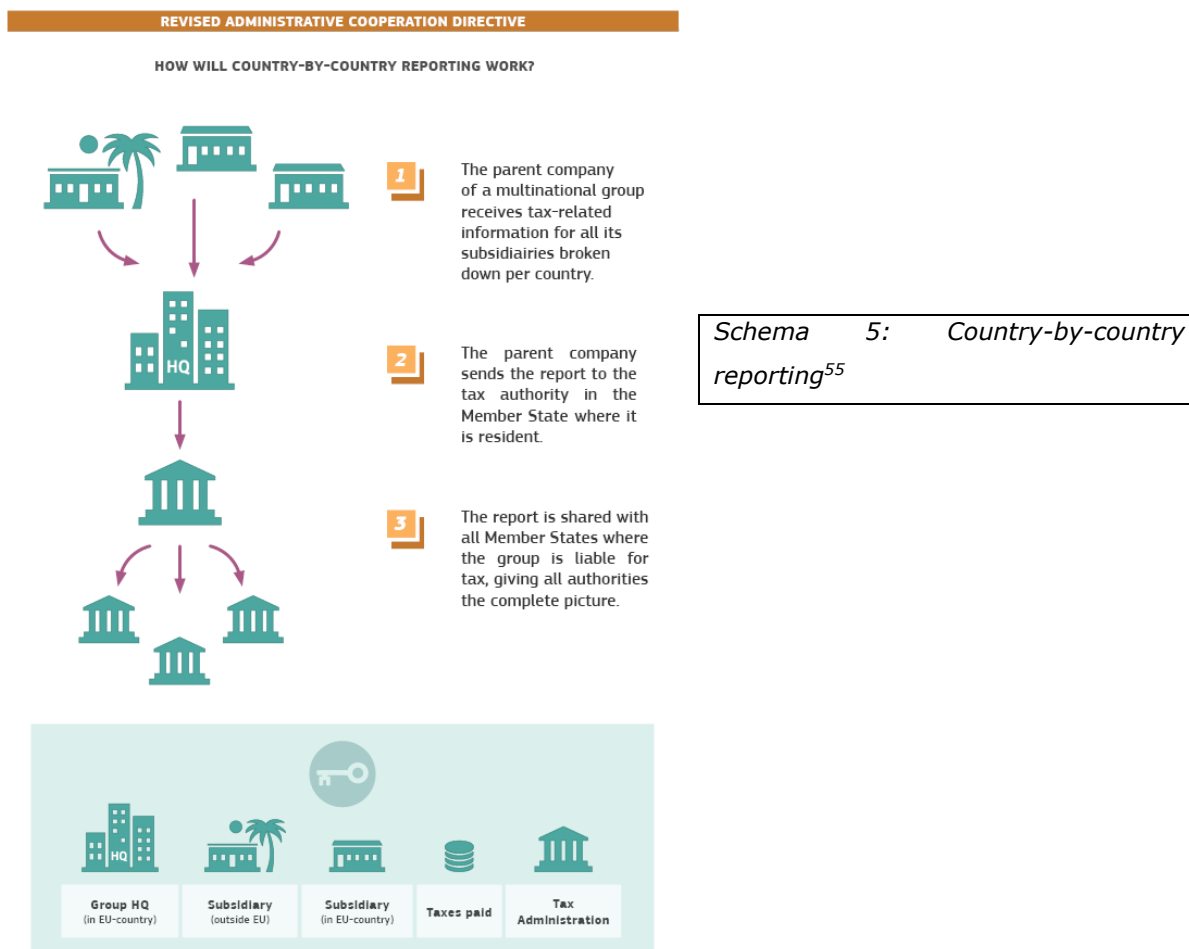 REVISED ADMINISTRATIVE COOPERATION DIRECTIVE
HOW WILL COUNTRY-BY-COUNTRY REPORTING WORK?
1
The parent company
of a multinational group
receives tax-related
information for all its
subsidiairies broken
down per country.
HQ
2
The parent company
sends the report to the
tax authority in the
Member State where it
is resident.
Schema 5: Country-by-country
reporting55
3
The report is shared with
all Member States where
the group is liable for
tax, giving all authorities
the complete picture.
HQ
Group HQ
(in EU-country)
Subsidiary
(outside EU)
Subsidiary
(in EU-country)
Taxes paid
Tax
Administration